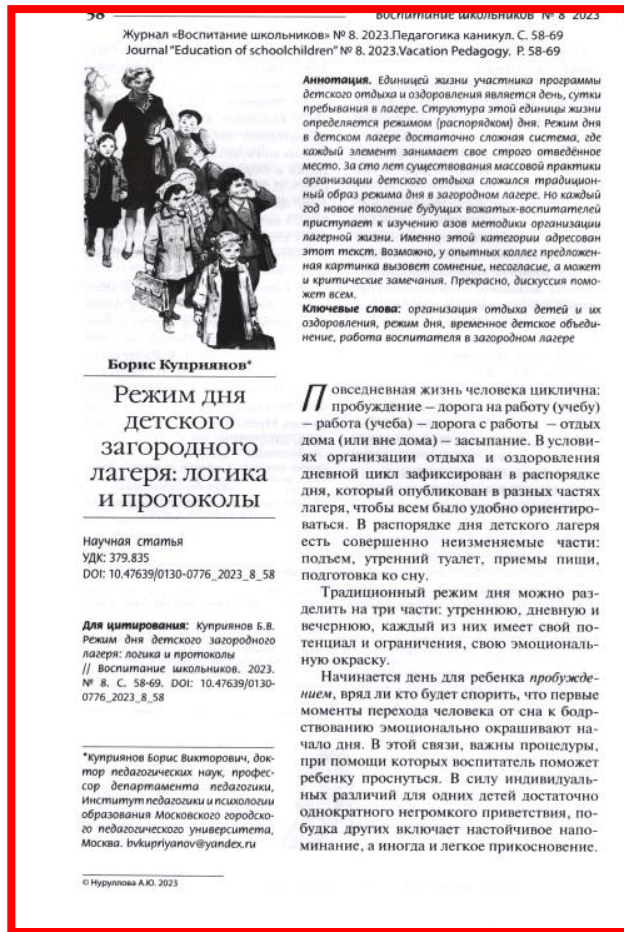 58
ВОСПИТАНИЕ ШКОЛЬНИКОВ № 8 2023
Журнал «Воспитание школьников» № 8. 2023.Педагогика каникул. С. 58-69
Journal "Education of schoolchildren" № 8. 2023.Vacation Pedagogy. P. 58-69
Аннотация. Единицей жизни участника программы
детского отдыха и оздоровления является день, сутки
пребывания в лагере. Структура этой единицы жизни
определяется режимом (распорядком) дня. Режим дня
в детском лагере достаточно сложная система, где
каждый элемент занимает свое строго отведённое
место. За сто лет существования массовой практики
организации детского отдыха сложился традицион-
ный образ режима дня в загородном лагере. Но каждый
год новое поколение будущих вожатых-воспитателей
приступает к изучению азов методики организации
лагерной жизни. Именно этой категории адресован
этот текст. Возможно, у опытных коллег предложен-
ная картинка вызовет сомнение, несогласие, а может
и критические замечания. Прекрасно, дискуссия помо-
жет всем.
Ключевые слова: организация отдыха детей и их
оздоровления, режим дня, временное детское объеди-
нение, работа воспитателя в загородном лагере
Борис Куприянов*
Режим дня
детского
загородного
лагеря: логика
и протоколы
Научная статья
УДК: 379.835
DOI: 10.47639/0130-0776_2023_8_58
Для цитирования: Куприянов Б.В.
Режим дня детского загородного
лагеря: логика и протоколы
// Воспитание школьников. 2023.
№ 8. С. 58-69. DOI: 10.47639/0130-
0776_2023_8_58
*Куприянов Борис Викторович, док-
тор педагогических наук, профес-
сор департамента педагогики,
Институт педагогики и психологии
образования Московского городско-
го педагогического университета,
Москва. bvkupriyanov@yandex.ru
© Нуруллова А.Ю. 2023
Повседневная жизнь человека циклична:
пробуждение – дорога на работу (учебу)
– работа (учеба) – дорога с работы – отдых
дома (или вне дома) – засыпание. В услови-
ях организации отдыха и оздоровления
дневной цикл зафиксирован в распорядке
дня, который опубликован в разных частях
лагеря, чтобы всем было удобно ориентиро-
ваться. В распорядке дня детского лагеря
есть совершенно неизменяемые части:
подъем, утренний туалет, приемы пищи,
подготовка ко сну.
Традиционный режим дня можно раз-
делить на три части: утреннюю, дневную и
вечернюю, каждый из них имеет свой по-
тенциал и ограничения, свою эмоциональ-
ную окраску.
Начинается день для ребенка пробужде-
нием, вряд ли кто будет спорить, что первые
моменты перехода человека от сна к бодр-
ствованию эмоционально окрашивают на-
чало дня. В этой связи, важны процедуры,
при помощи которых воспитатель поможет
ребенку проснуться. В силу индивидуаль-
ных различий для одних детей достаточно
однократного негромкого приветствия, по-
будка других включает настойчивое напо-
минание, а иногда и легкое прикосновение.